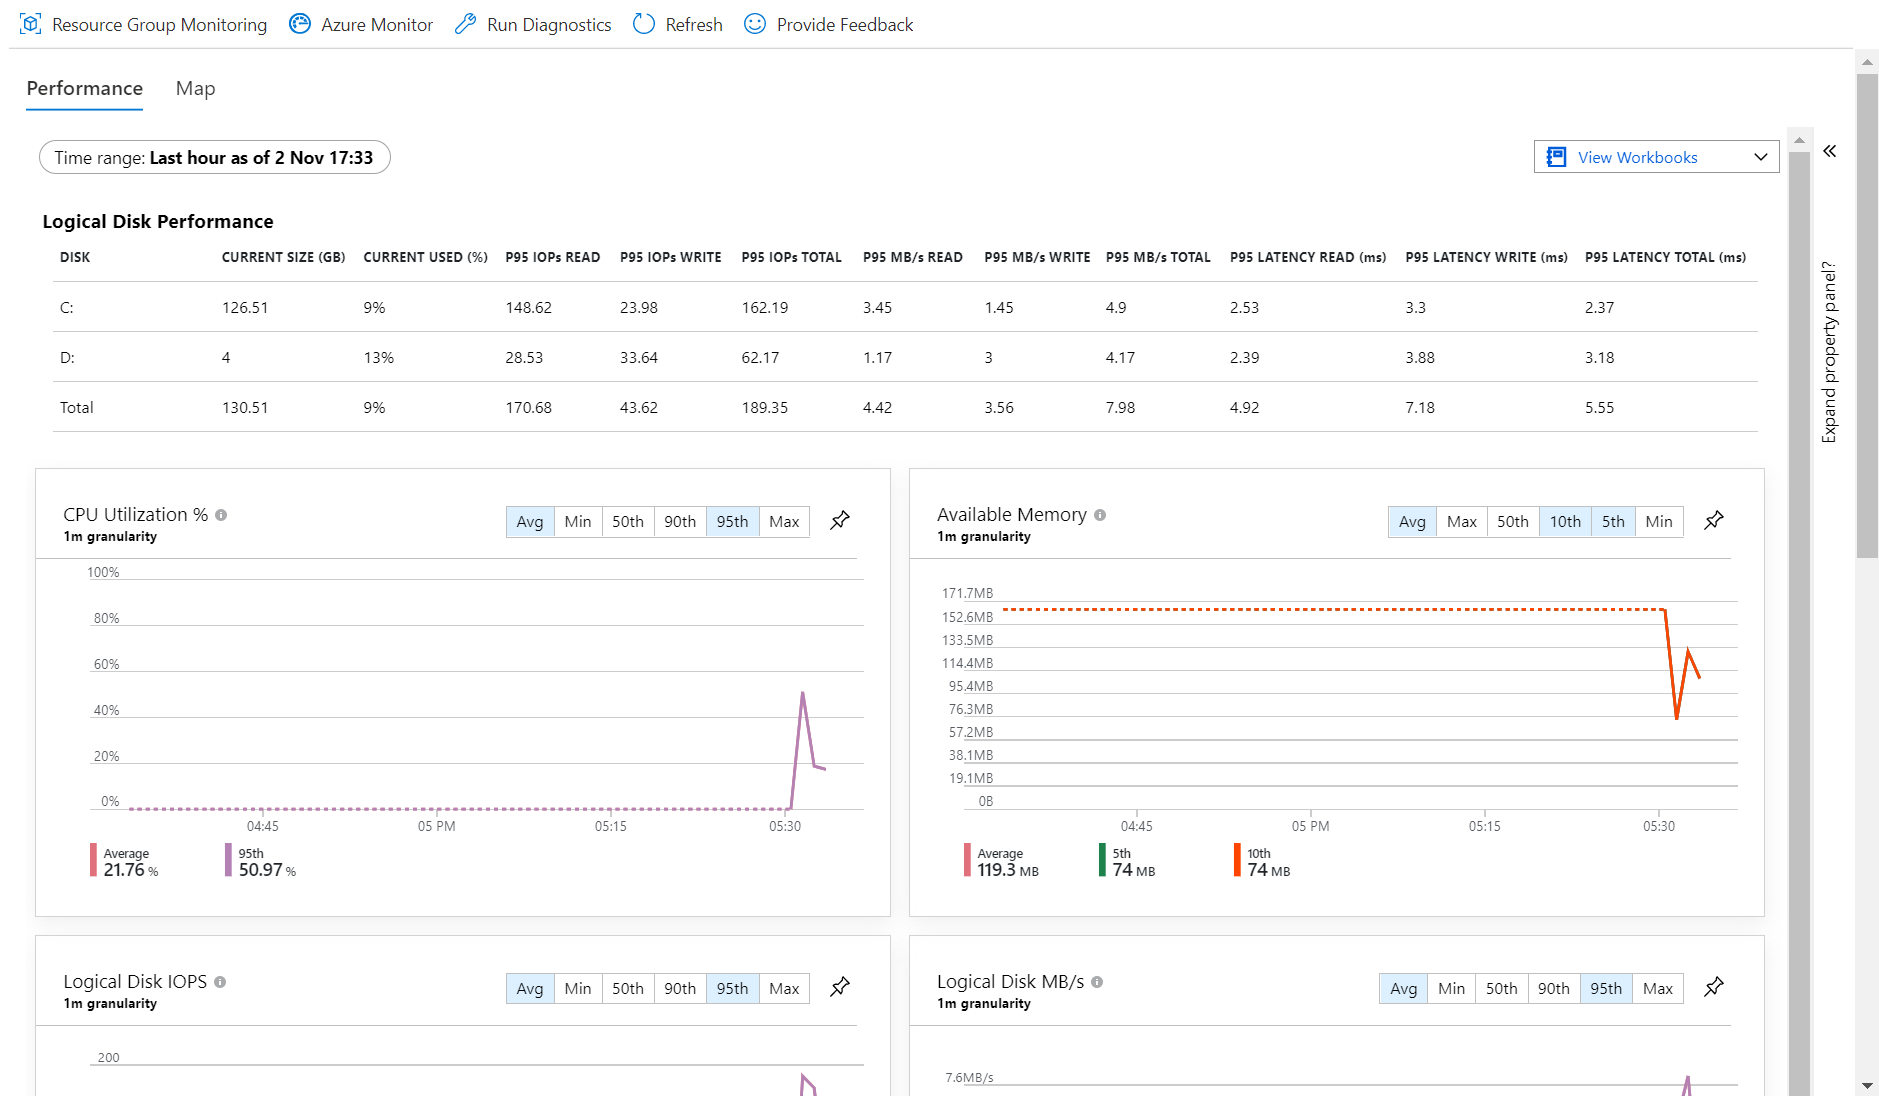 Resource Group Monitoring Azure Monitor Run Diagnostics Refresh Provide Feedback
Performance Map
Time range: Last hour as of 2 Nov 17:33
View Workbooks
Expand property panel?
Logical Disk Performance
DISK CURRENT SIZE (GB) CURRENT USED (%) P95 IOPs READ P95 IOPs WRITE P95 IOPs TOTAL P95 MB/s READ P95 MB/s WRITE P95 MB/s TOTAL P95 LATENCY READ (ms) P95 LATENCY WRITE (ms) P95 LATENCY TOTAL (ms)
C: 126.51 9% 148.62 23.98 162.19 3.45 1.45 4.9 2.53 3.3 2.37
D: 4 13% 28.53 33.64 62.17 1.17 3 4.17 2.39 3.88 3.18
Total 130.51 9% 170.68 43.62 189.35 4.42 3.56 7.98 4.92 7.18 5.55
CPU Utilization %
1m granularity
Avg Min 50th 90th 95th Max
100%
80%
60%
40%
20%
0%
04:45 05 PM 05:15 05:30
Average 95th
21.76 % 50.97 %
Available Memory
1m granularity
Avg Max 50th 10th 5th Min
171.7MB
152.6MB
133.5MB
114.4MB
95.4MB
76.3MB
57.2MB
38.1MB
19.1MB
0B
04:45 05 PM 05:15 05:30
Average 5th 10th
119.3 MB 74 MB 74 MB
Logical Disk IOPS
1m granularity
Avg Min 50th 90th 95th Max
200
Logical Disk MB/s
1m granularity
Avg Min 50th 90th 95th Max
7.6MB/s